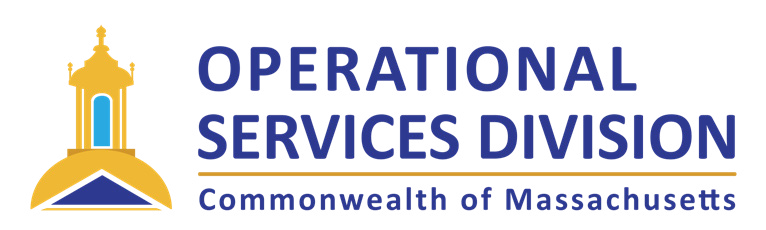 OPERATIONAL
SERVICES DIVISION
Commonwealth of Massachusetts